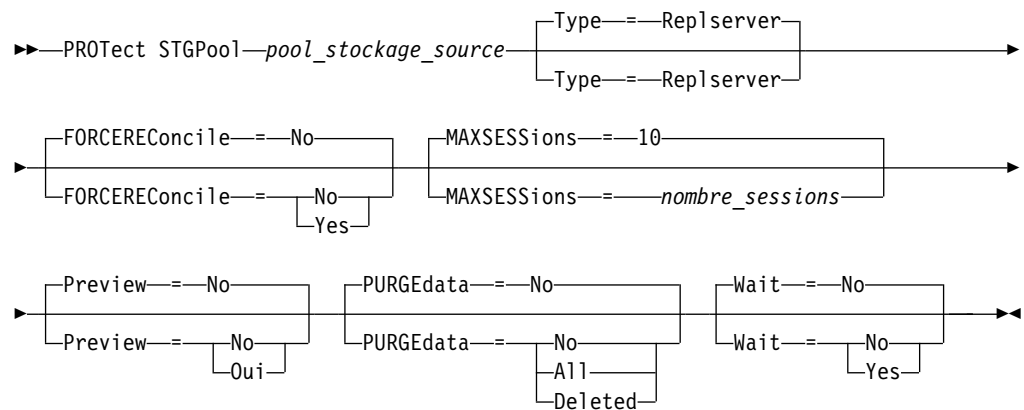 Type = Replserver
PROTect STGPool pool_stockage_source
Type = Replserver
FORCEREConcile = No MAXSESSions = 10
FORCEREConcile = No MAXSESSions = nombre_sessions
Yes
Preview = No PURGEdata = No Wait = No
Preview = No PURGEdata = No Wait = No
Oui All Yes
Deleted